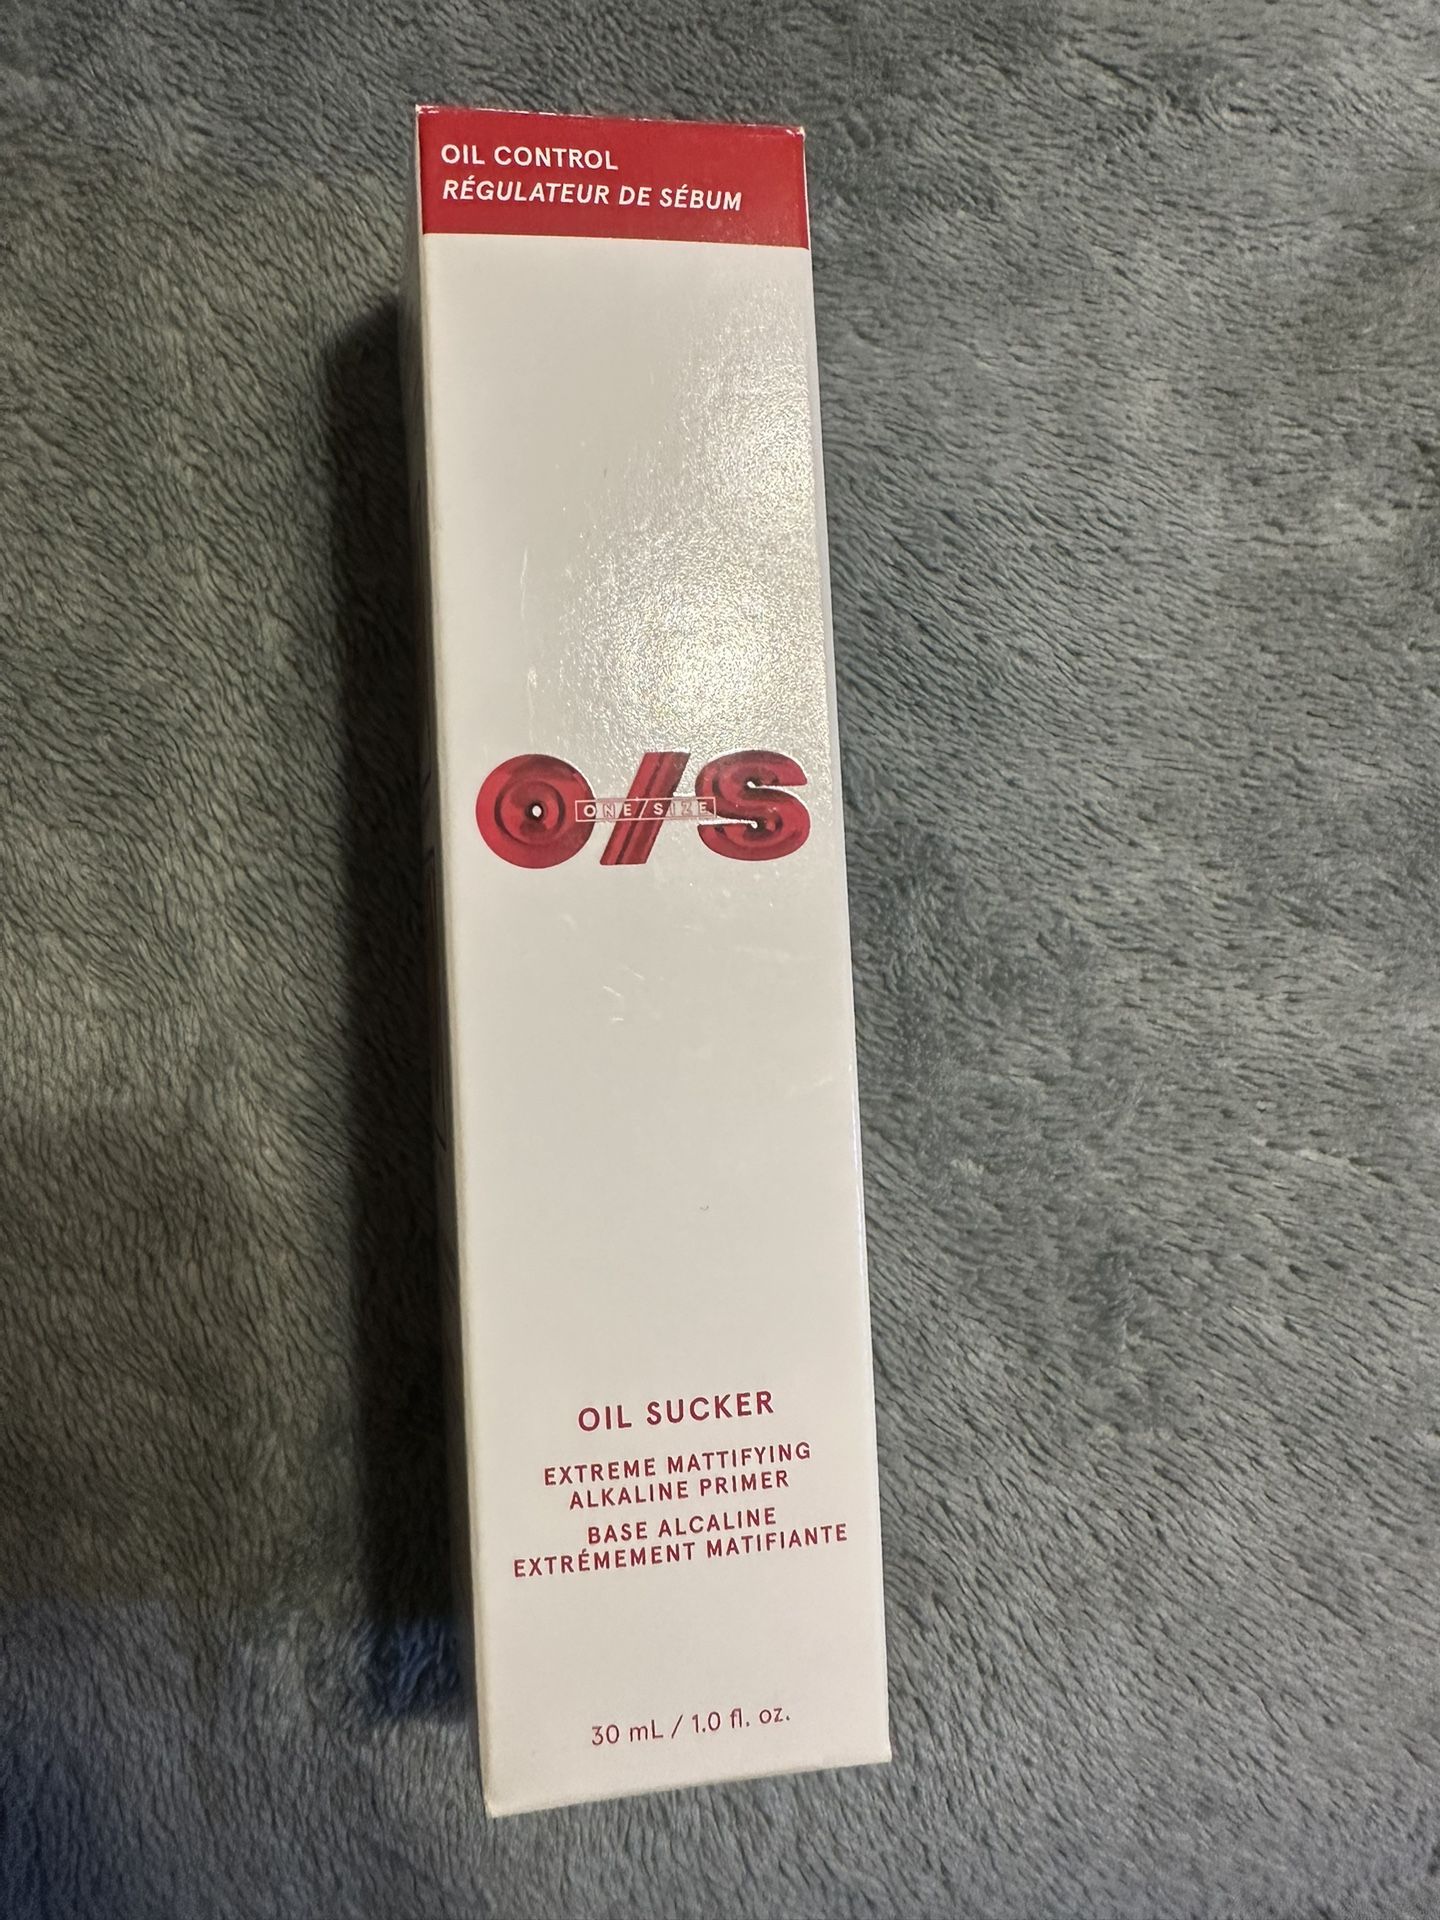 OIL CONTROL
RÉGULATEUR DE SÉBUM
O/S
ONE/SIZE
OIL SUCKER
EXTREME MATTIFYING
ALKALINE PRIMER
BASE ALCALINE
EXTRÉMEMENT MATIFIANTE
30 mL / 1.0 fl. oz.